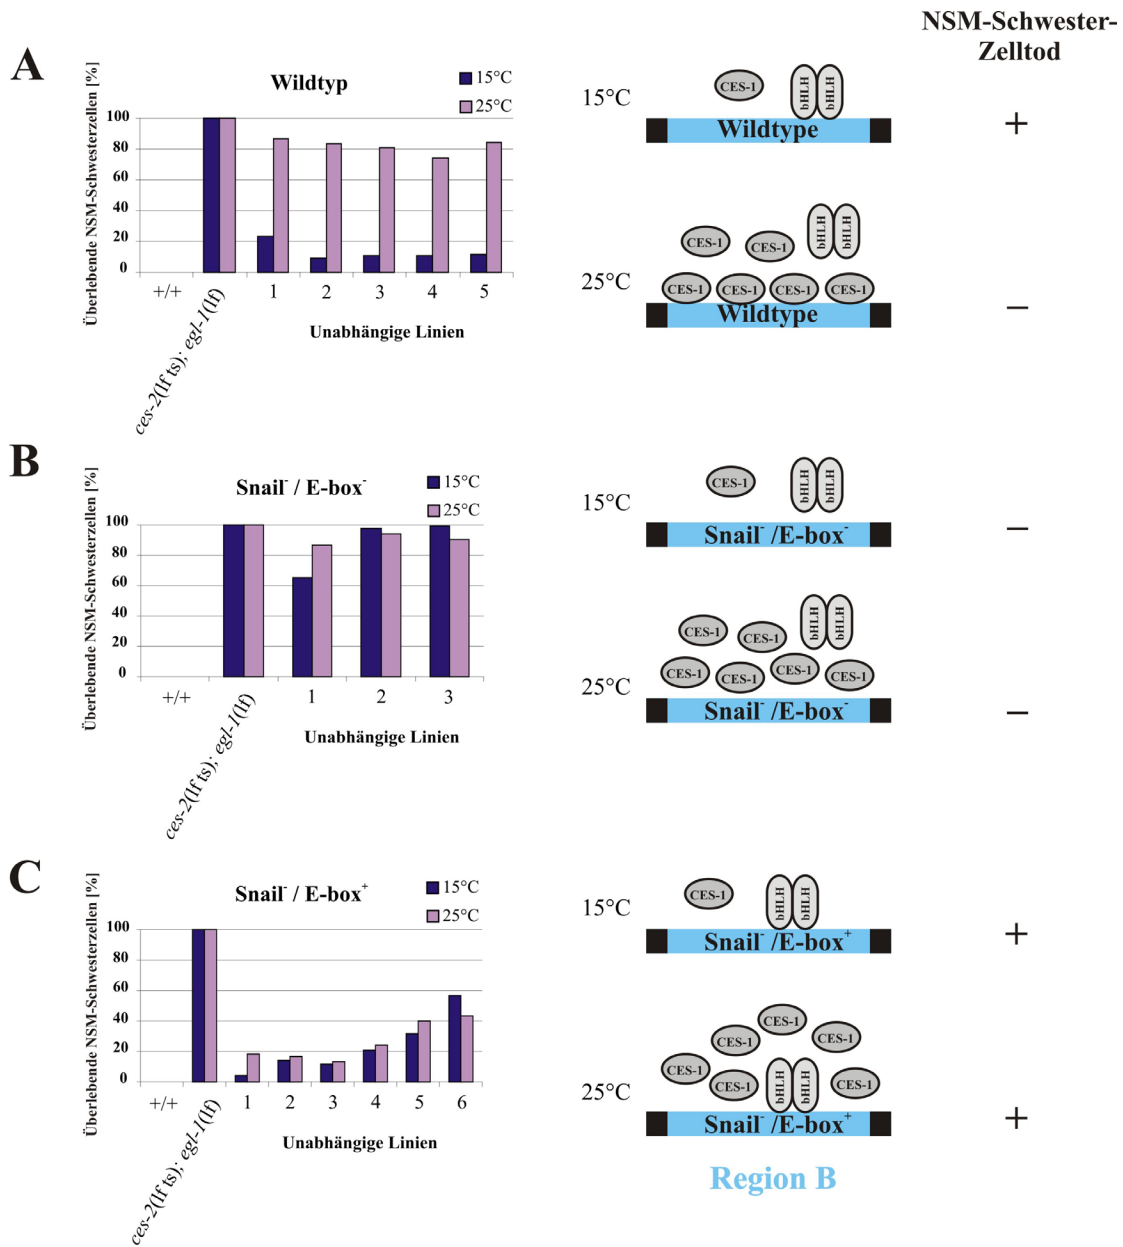 NSM-Schwester-
Zelltod
A
Überlebende NSM-Schwesterzellen [%]
Wildtyp
15°C
25°C
100
80
60
40
20
0
+/+
ces-2(lf ts); egl-1(lf)
1 2 3 4 5
Unabhängige Linien
15°C
CES-1
bHLH bHLH
Wildtype
+
25°C
CES-1 CES-1
bHLH bHLH
CES-1 CES-1 CES-1 CES-1
Wildtype
–
B
Überlebende NSM-Schwesterzellen [%]
Snail⁻ / E-box⁻
15°C
25°C
100
80
60
40
20
0
+/+
ces-2(lf ts); egl-1(lf)
1 2 3
Unabhängige Linien
15°C
CES-1
bHLH bHLH
Snail⁻ /E-box⁻
–
25°C
CES-1 CES-1
bHLH bHLH
CES-1 CES-1 CES-1 CES-1
Snail⁻ /E-box⁻
–
C
Überlebende NSM-Schwesterzellen [%]
Snail⁻ / E-box⁺
15°C
25°C
100
80
60
40
20
0
+/+
ces-2(lf ts); egl-1(lf)
1 2 3 4 5 6
Unabhängige Linien
15°C
CES-1
bHLH bHLH
Snail⁻ /E-box⁺
+
25°C
CES-1
CES-1 CES-1
CES-1 CES-1
bHLH bHLH
CES-1
Snail⁻ /E-box⁺
+
Region B